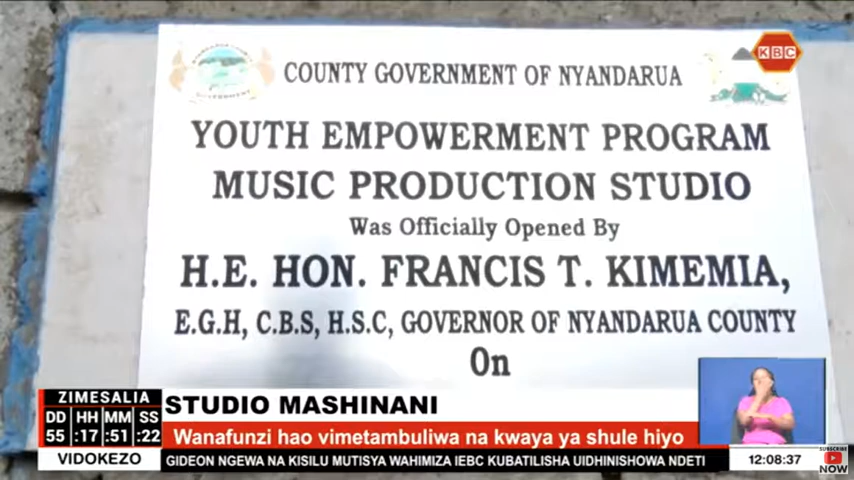 KBC
COUNTY GOVERNMENT OF NYANDARUA
YOUTH EMPOWERMENT PROGRAM
MUSIC PRODUCTION STUDIO
Was Officially Opened By
H.E. HON. FRANCIS T. KIMEMIA,
E.G.H, C.B.S, H.S.C, GOVERNOR OF NYANDARUA COUNTY
On
ZIMESALIA
DD HH MM SS
55 :17 :51 :22
STUDIO MASHINANI
Wanafunzi hao vimetambuliwa na kwaya ya shule hiyo
VIDOKEZO
GIDEON NGEWA NA KISILU MUTISYA WAHIMIZA IEBC KUBATILISHA UIDHINISHOWA NDETI
12:08:37
SUBSCRIBE
NOW